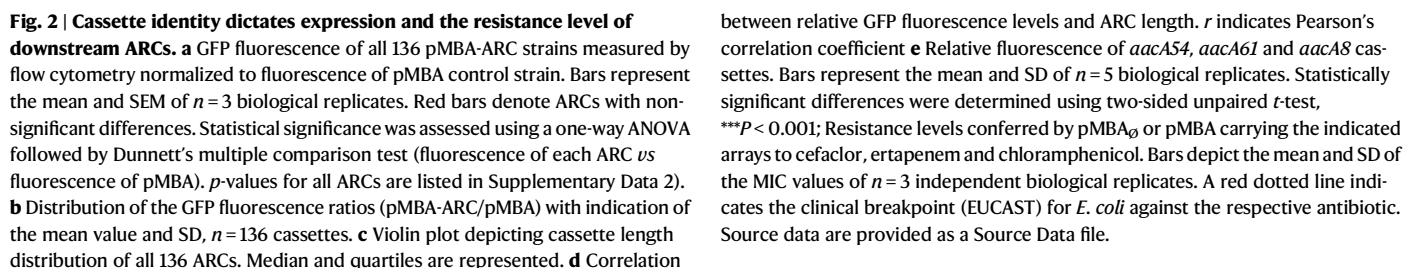 Fig. 2 | Cassette identity dictates expression and the resistance level of
downstream ARCs. a GFP fluorescence of all 136 pMBA-ARC strains measured by
flow cytometry normalized to fluorescence of pMBA control strain. Bars represent
the mean and SEM of n = 3 biological replicates. Red bars denote ARCs with non-
significant differences. Statistical significance was assessed using a one-way ANOVA
followed by Dunnett's multiple comparison test (fluorescence of each ARC vs
fluorescence of pMBA). p-values for all ARCs are listed in Supplementary Data 2).
b Distribution of the GFP fluorescence ratios (pMBA-ARC/pMBA) with indication of
the mean value and SD, n = 136 cassettes. c Violin plot depicting cassette length
distribution of all 136 ARCs. Median and quartiles are represented. d Correlation
between relative GFP fluorescence levels and ARC length. r indicates Pearson's
correlation coefficient e Relative fluorescence of aacA54, aacA61 and aacA8 cas-
settes. Bars represent the mean and SD of n = 5 biological replicates. Statistically
significant differences were determined using two-sided unpaired t-test,
***P < 0.001; Resistance levels conferred by pMBA∅ or pMBA carrying the indicated
arrays to cefaclor, ertapenem and chloramphenicol. Bars depict the mean and SD of
the MIC values of n = 3 independent biological replicates. A red dotted line indi-
cates the clinical breakpoint (EUCAST) for E. coli against the respective antibiotic.
Source data are provided as a Source Data file.